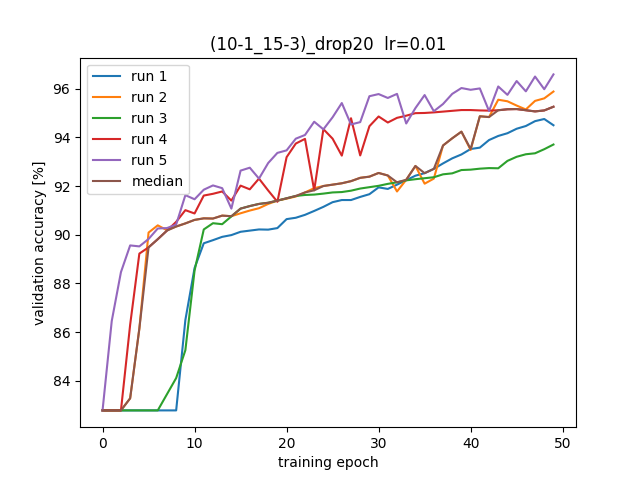 (10-1_15-3)_drop20  lr=0.01
run 1
run 2
run 3
run 4
run 5
median
validation accuracy [%]
96
94
92
90
88
86
84
0 10 20 30 40 50
training epoch